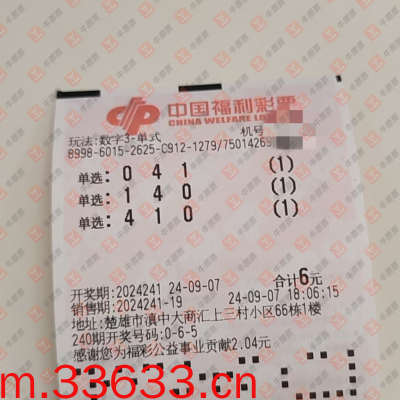 中国福利彩票
CHINA WELFARE LO
玩法:数字3-单式 机号
8998-6015-2625-C912-1279/75014269
单选: 0 4 1 (1)
单选: 1 4 0 (1)
单选: 4 1 0 (1)
合计6元
开奖期:2024241 24-09-07
销售期:2024241-19 24-09-07 18:06:15
地址:楚雄市滇中大商汇上三村小区66栋1楼
240期开奖号码:0-6-5
感谢您为福彩公益事业贡献2.04元
m.33633.cn